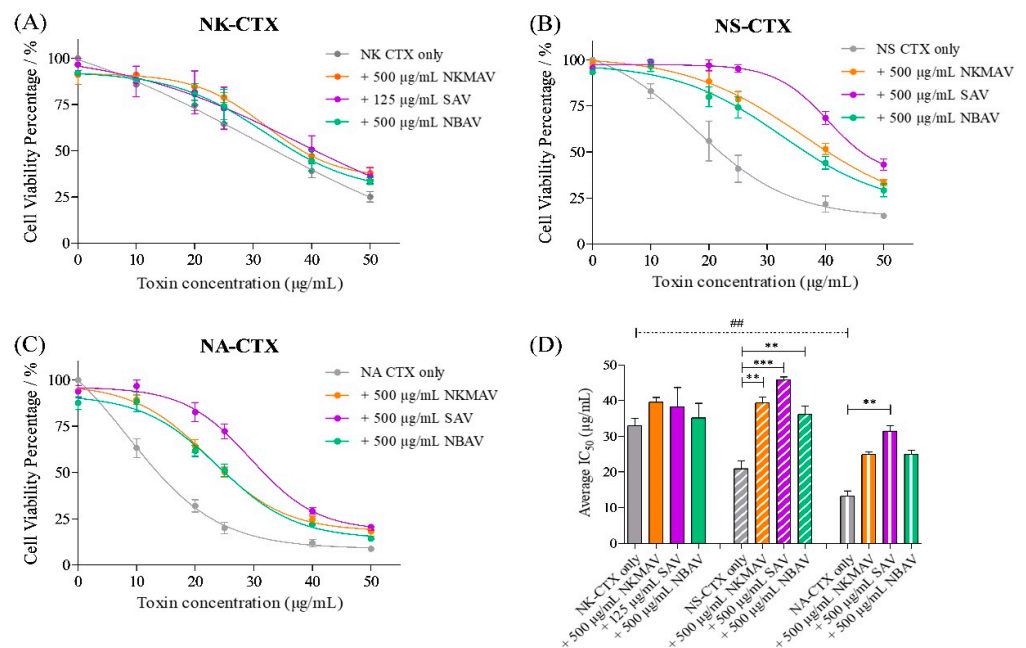 (A)
NK-CTX
Cell Viability Percentage / %
100
75
50
25
0
0 10 20 30 40 50
Toxin concentration (μg/mL)
NK CTX only
+ 500 μg/mL NKMAV
+ 125 μg/mL SAV
+ 500 μg/mL NBAV
(B)
NS-CTX
Cell Viability Percentage / %
100
75
50
25
0
0 10 20 30 40 50
Toxin concentration (μg/mL)
NS CTX only
+ 500 μg/mL NKMAV
+ 500 μg/mL SAV
+ 500 μg/mL NBAV
(C)
NA-CTX
Cell Viability Percentage / %
100
75
50
25
0
0 10 20 30 40 50
Toxin concentration (μg/mL)
NA CTX only
+ 500 μg/mL NKMAV
+ 500 μg/mL SAV
+ 500 μg/mL NBAV
(D)
##
**
***
**
**
Average IC50 (μg/mL)
50
40
30
20
10
0
NK-CTX only
+ 500 μg/mL NKMAV
+ 125 μg/mL SAV
+ 500 μg/mL NBAV
NS-CTX only
+ 500 μg/mL NKMAV
+ 500 μg/mL SAV
+ 500 μg/mL NBAV
NA-CTX only
+ 500 μg/mL NKMAV
+ 500 μg/mL SAV
+ 500 μg/mL NBAV